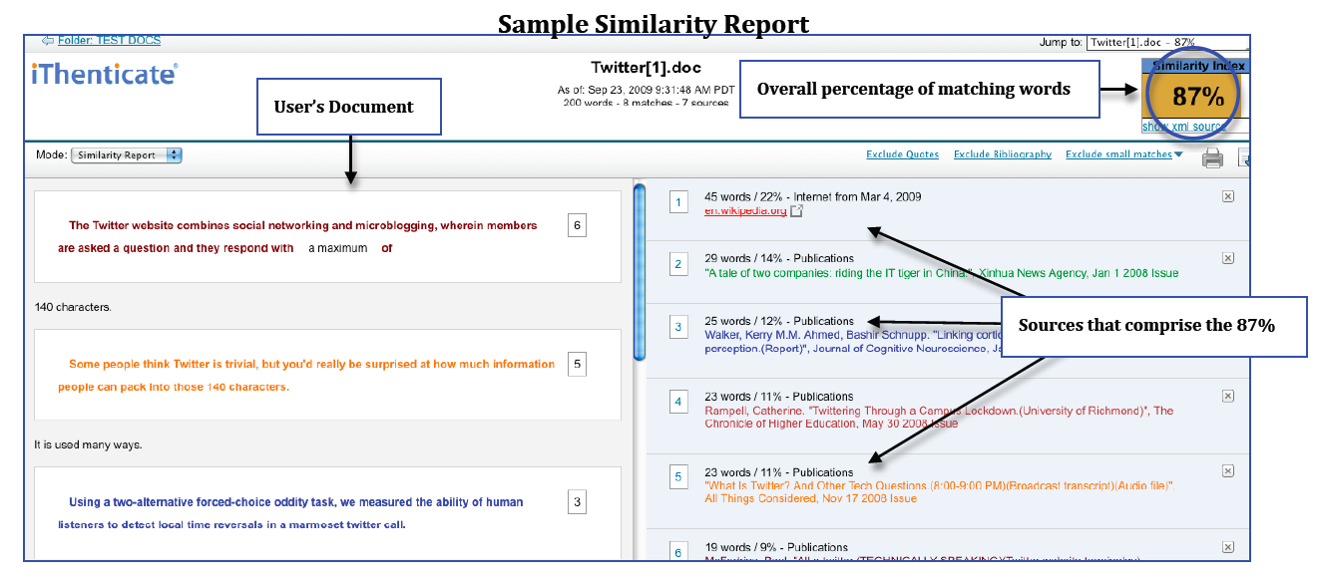 Sample Similarity Report
Folder: TEST DOCS
Jump to: Twitter[1].doc - 87%
iThenticate®
Twitter[1].doc
As of: Sep 23, 2009 9:31:48 AM PDT
200 words - 8 matches - 7 sources
User's Document
Overall percentage of matching words
Similarity Index
87%
show xml source
Mode: Similarity Report
Exclude Quotes Exclude Bibliography Exclude small matches
The Twitter website combines social networking and microblogging, wherein members
are asked a question and they respond with a maximum of
6
140 characters.
Some people think Twitter is trivial, but you'd really be surprised at how much information
people can pack into those 140 characters.
5
It is used many ways.
Using a two-alternative forced-choice oddity task, we measured the ability of human
listeners to detect local time reversals in a marmoset twitter call.
3
1
45 words / 22% - Internet from Mar 4, 2009
en.wikipedia.org
2
29 words / 14% - Publications
"A tale of two companies: riding the IT tiger in China.", Xinhua News Agency, Jan 1 2008 Issue
3
25 words / 12% - Publications
Walker, Kerry M.M. Ahmed, Bashir Schnupp. "Linking
perception.(Report)", Journal of Cognitive Neuroscience,
Sources that comprise the 87%
4
23 words / 11% - Publications
Rampell, Catherine. "Twittering Through a Campus Lockdown.(University of Richmond)", The
Chronicle of Higher Education, May 30 2008 Issue
5
23 words / 11% - Publications
"What Is Twitter? And Other Tech Questions (8:00-9:00 PM)(Broadcast transcript)(Audio file)",
All Things Considered, Nov 17 2008 Issue
6
19 words / 9% - Publications